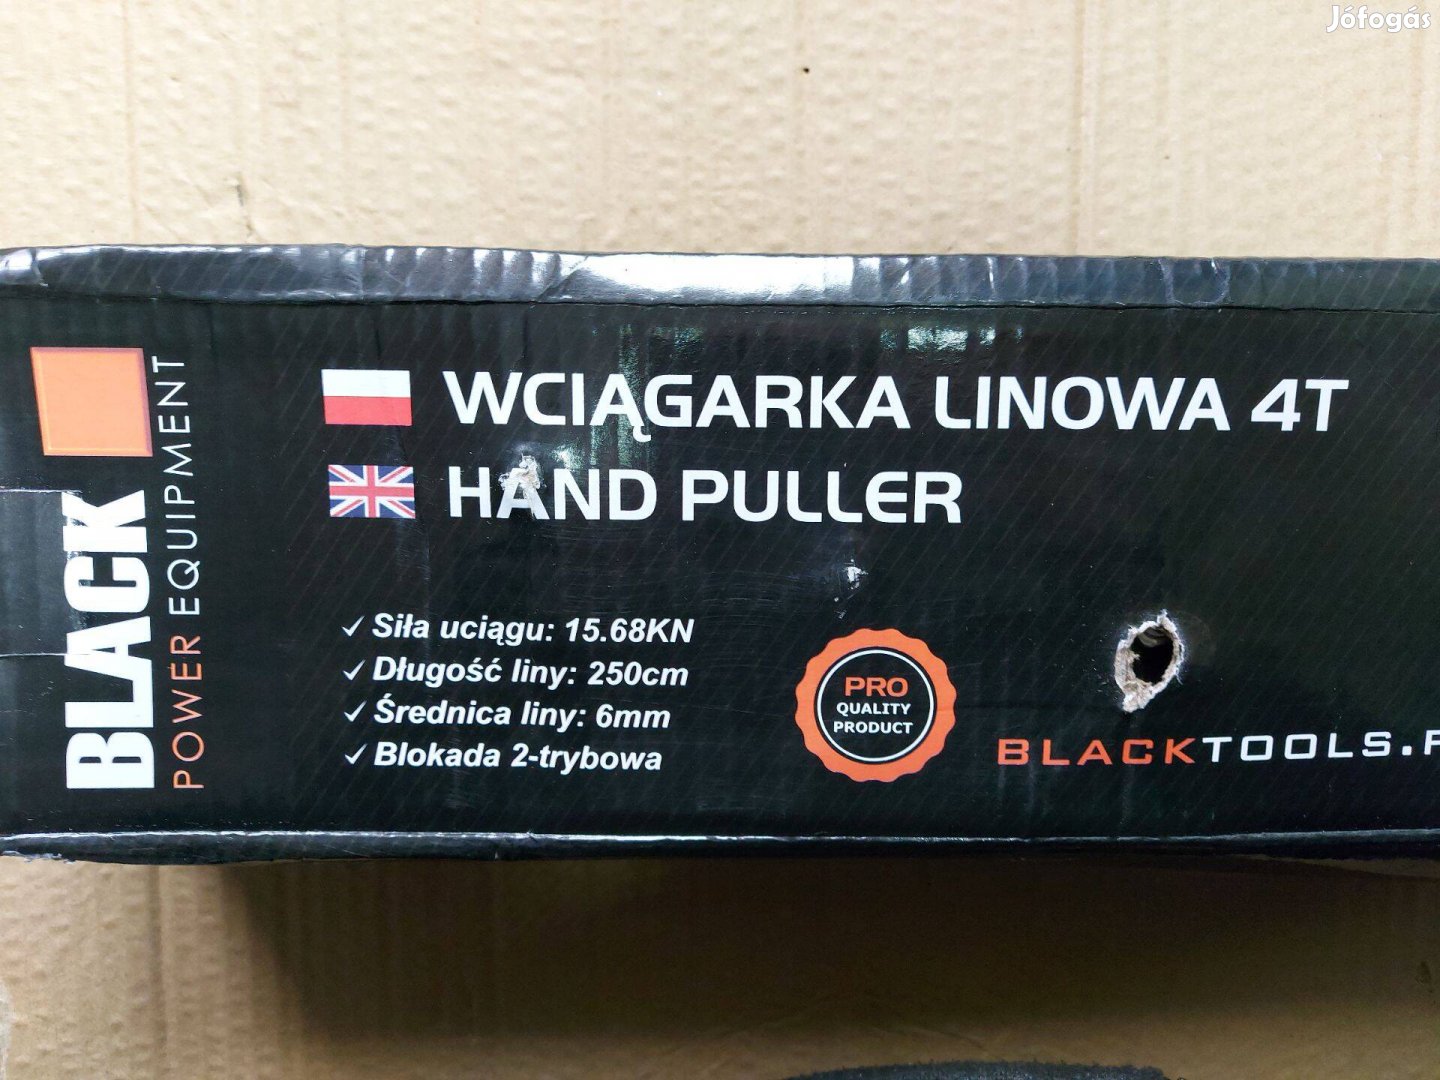 Jófogás
BLACK
POWER EQUIPMENT
WCIĄGARKA LINOWA 4T
HAND PULLER
Siła uciągu: 15.68KN
Długość liny: 250cm
Średnica liny: 6mm
Blokada 2-trybowa
PRO
QUALITY
PRODUCT
BLACKTOOLS.